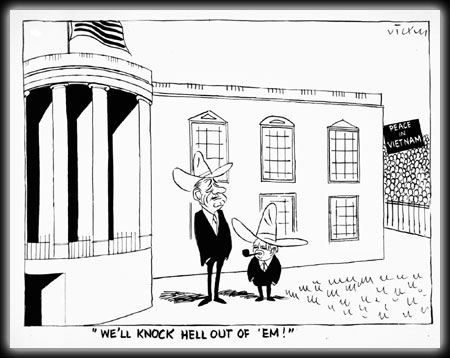 VICKY
PEACE
IN
VIETNAM
"WE'LL KNOCK HELL OUT OF 'EM!"